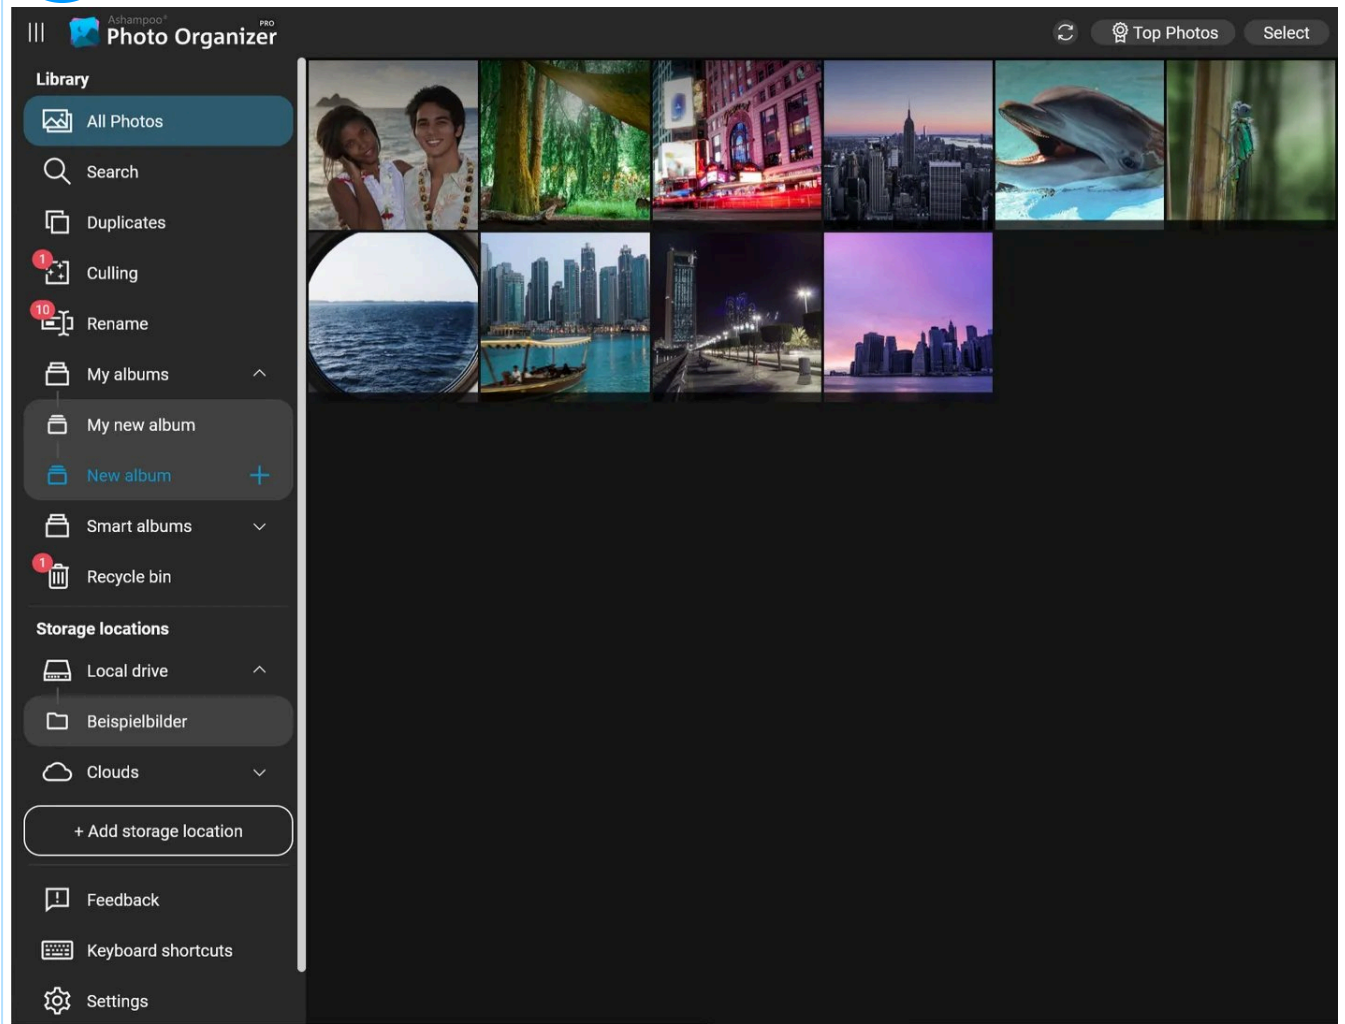 Ashampoo®
Photo Organizer PRO
Top Photos
Select
Library
All Photos
Search
Duplicates
1
Culling
10
Rename
My albums
My new album
New album
Smart albums
1
Recycle bin
Storage locations
Local drive
Beispielbilder
Clouds
+ Add storage location
Feedback
Keyboard shortcuts
Settings